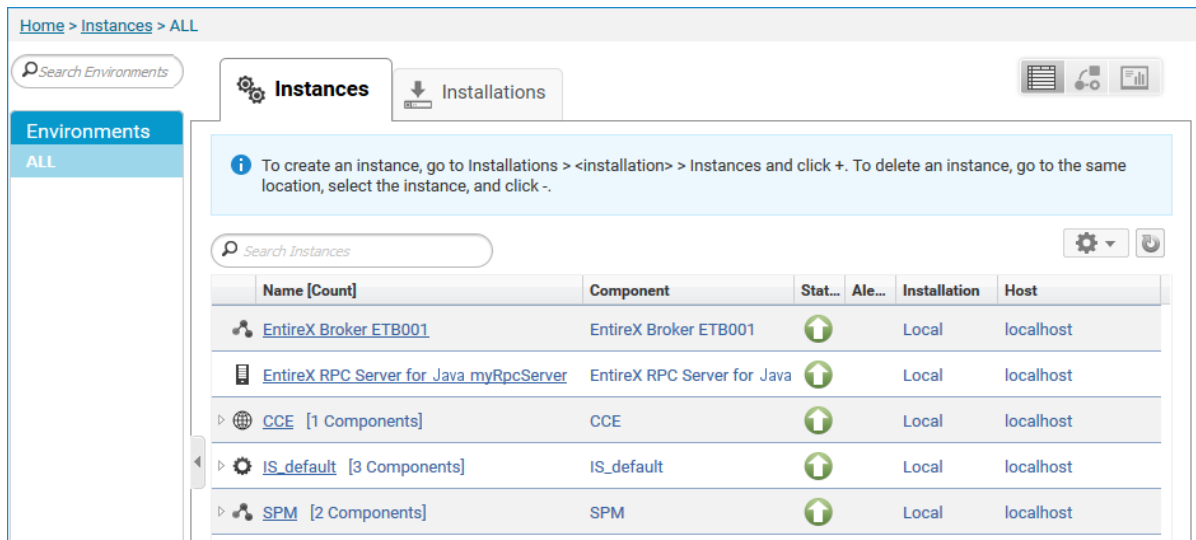 Home > Instances > ALL
Search Environments
Instances
Installations
Environments
ALL
To create an instance, go to Installations > <installation> > Instances and click +. To delete an instance, go to the same
location, select the instance, and click -.
Search Instances
Name [Count] Component Stat... Ale... Installation Host
EntireX Broker ETB001 EntireX Broker ETB001 Local localhost
EntireX RPC Server for Java myRpcServer EntireX RPC Server for Java Local localhost
CCE [1 Components] CCE Local localhost
IS_default [3 Components] IS_default Local localhost
SPM [2 Components] SPM Local localhost